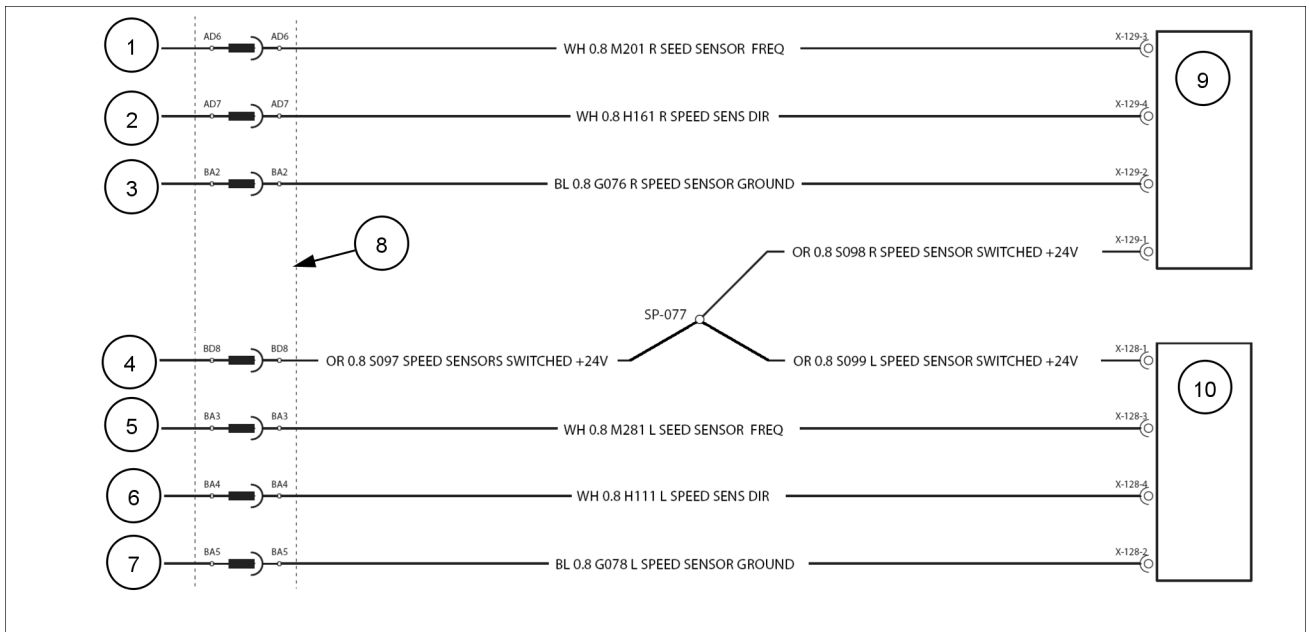 1 AD6 AD6 WH 0.8 M201 R SEED SENSOR FREQ X-129-3
9
2 AD7 AD7 WH 0.8 H161 R SPEED SENS DIR X-129-4
3 BA2 BA2 BL 0.8 G076 R SPEED SENSOR GROUND X-129-2
8
OR 0.8 S098 R SPEED SENSOR SWITCHED +24V X-129-1
SP-077
4 BD8 BD8 OR 0.8 S097 SPEED SENSORS SWITCHED +24V OR 0.8 S099 L SPEED SENSOR SWITCHED +24V X-128-1
10
5 BA3 BA3 WH 0.8 M281 L SEED SENSOR FREQ X-128-3
6 BA4 BA4 WH 0.8 H111 L SPEED SENS DIR X-128-4
7 BA5 BA5 BL 0.8 G078 L SPEED SENSOR GROUND X-128-2